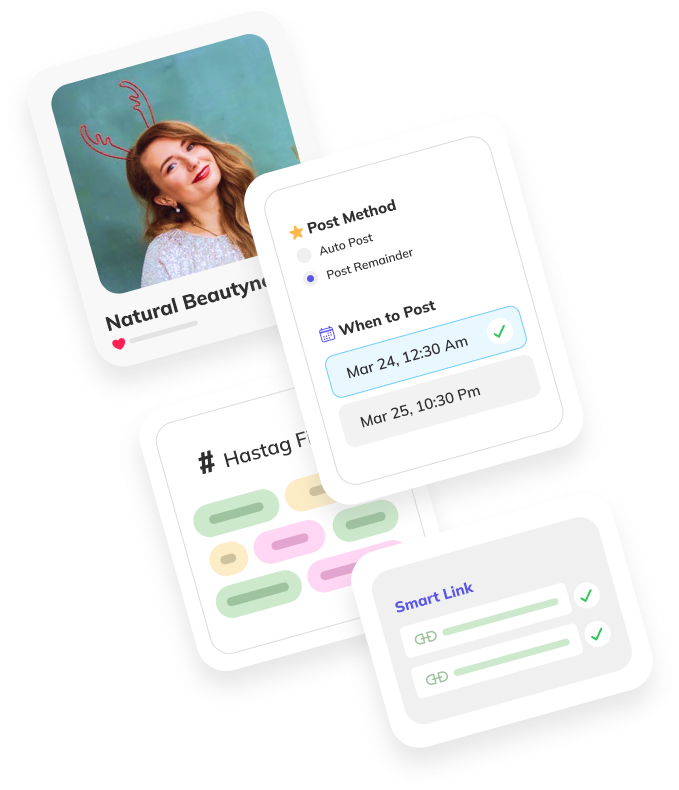 Natural Beautyn
Post Method
Auto Post
Post Remainder
When to Post
Mar 24, 12:30 Am
Mar 25, 10:30 Pm
# Hastag Fi
Smart Link